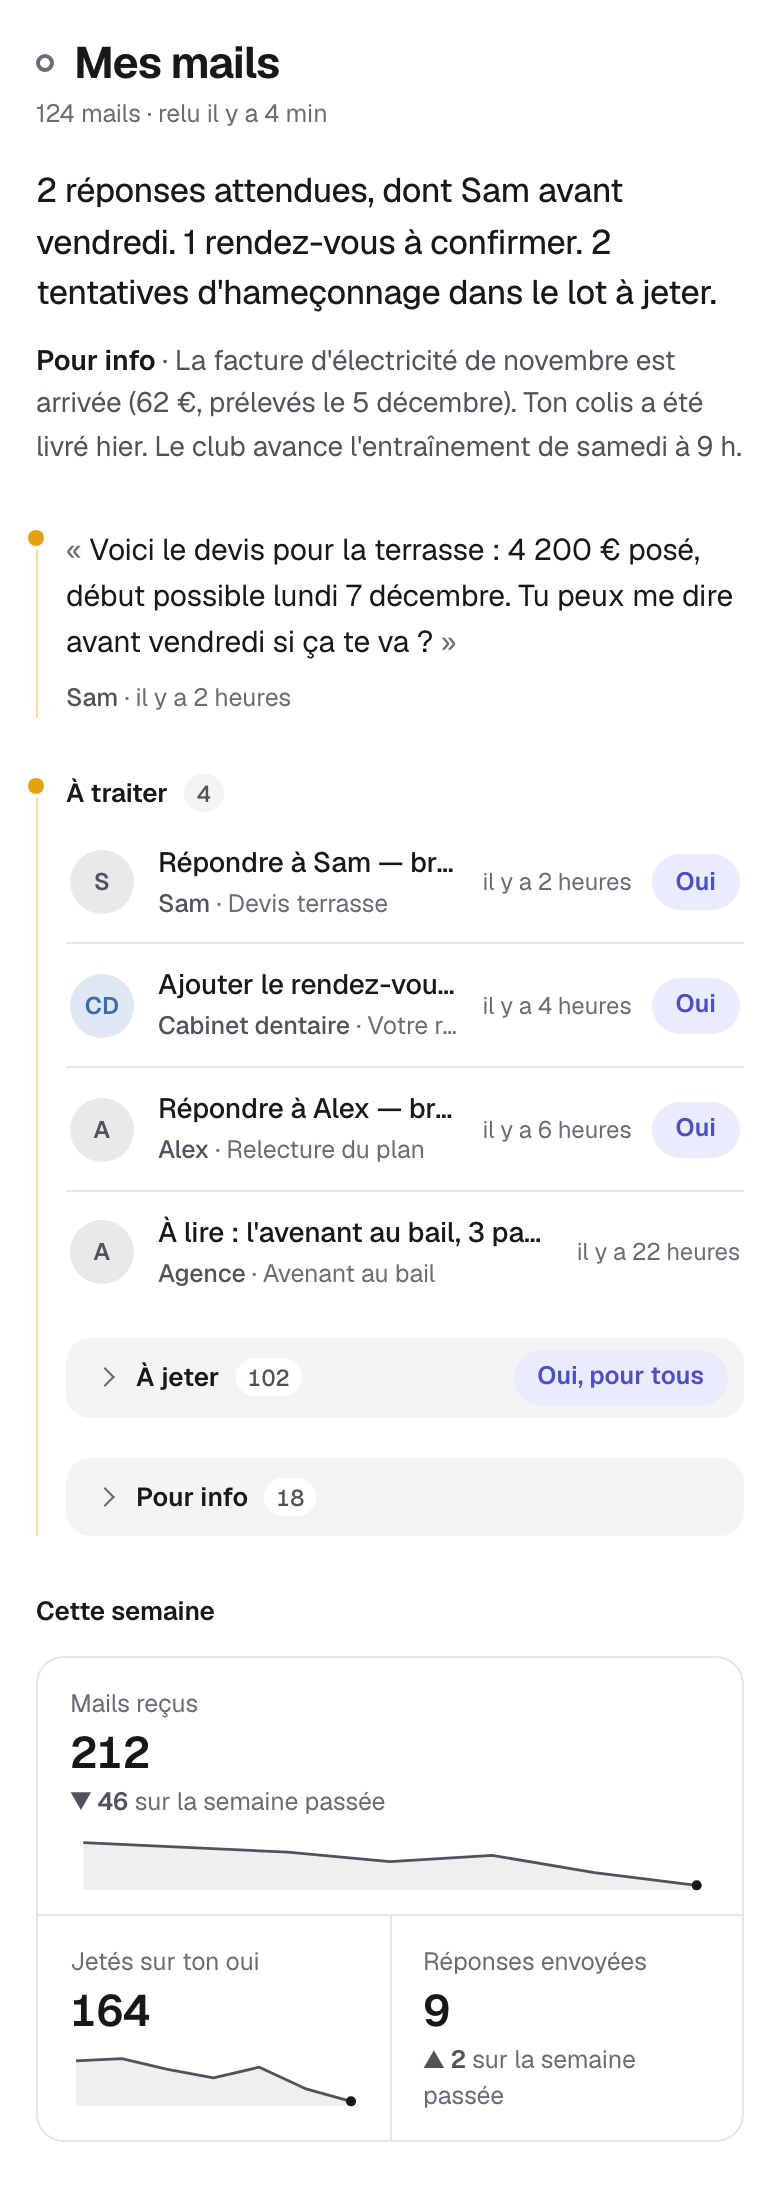 Mes mails
124 mails · relu il y a 4 min
2 réponses attendues, dont Sam avant
vendredi. 1 rendez-vous à confirmer. 2
tentatives d'hameçonnage dans le lot à jeter.
Pour info · La facture d'électricité de novembre est
arrivée (62 €, prélevés le 5 décembre). Ton colis a été
livré hier. Le club avance l'entraînement de samedi à 9 h.
« Voici le devis pour la terrasse : 4 200 € posé,
début possible lundi 7 décembre. Tu peux me dire
avant vendredi si ça te va ? »
Sam · il y a 2 heures
À traiter 4
S
Répondre à Sam — br...
Sam · Devis terrasse
il y a 2 heures
Oui
CD
Ajouter le rendez-vou...
Cabinet dentaire · Votre r...
il y a 4 heures
Oui
A
Répondre à Alex — br...
Alex · Relecture du plan
il y a 6 heures
Oui
A
À lire : l'avenant au bail, 3 pa...
Agence · Avenant au bail
il y a 22 heures
À jeter 102
Oui, pour tous
Pour info 18
Cette semaine
Mails reçus
212
▼ 46 sur la semaine passée
Jetés sur ton oui
164
Réponses envoyées
9
▲ 2 sur la semaine
passée